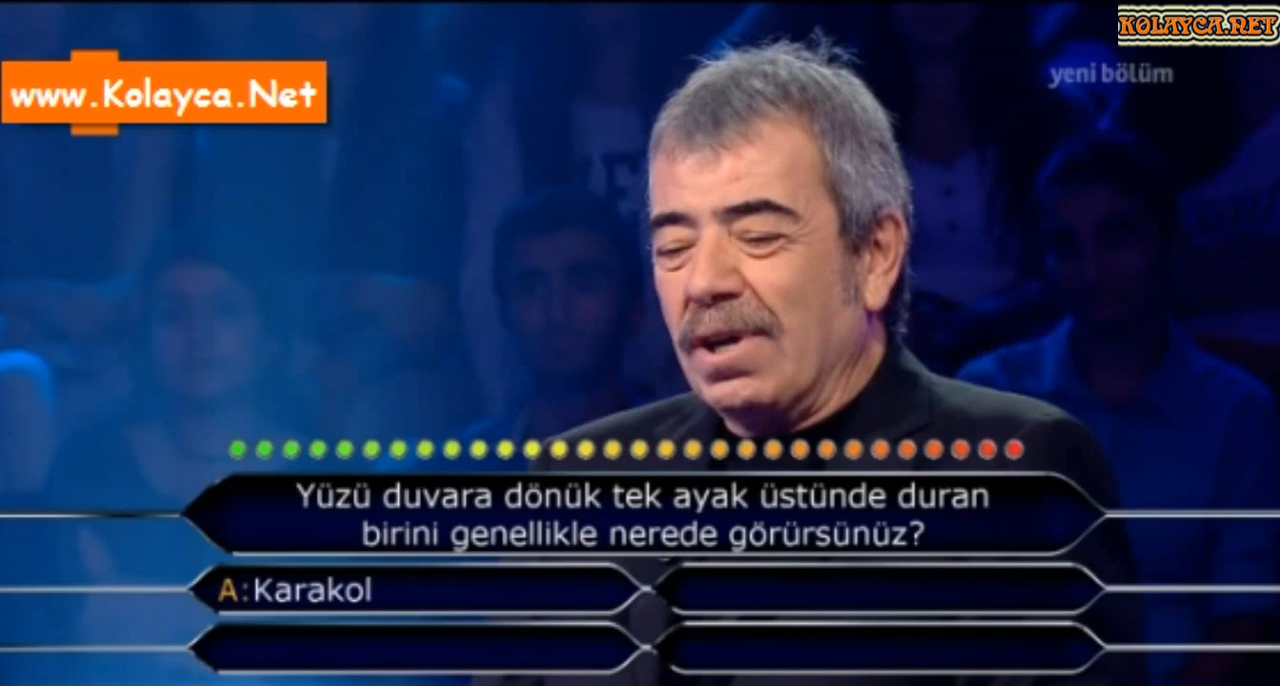 KOLAYCA.NET
yeni bölüm
www.Kolayca.Net
Yüzü duvara dönük tek ayak üstünde duran
birini genellikle nerede görürsünüz?
A: Karakol